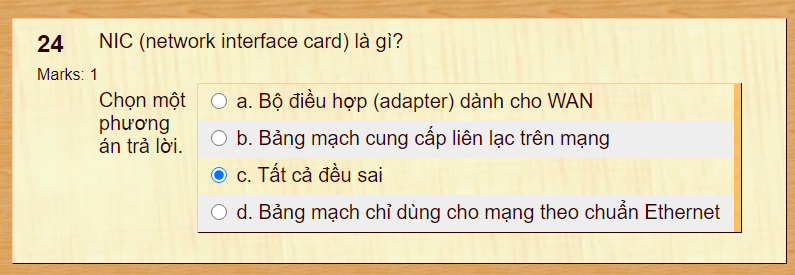 24 NIC (network interface card) là gì?
Marks: 1
Chọn một
phương
án trả lời.
a. Bộ điều hợp (adapter) dành cho WAN
b. Bảng mạch cung cấp liên lạc trên mạng
c. Tất cả đều sai
d. Bảng mạch chỉ dùng cho mạng theo chuẩn Ethernet